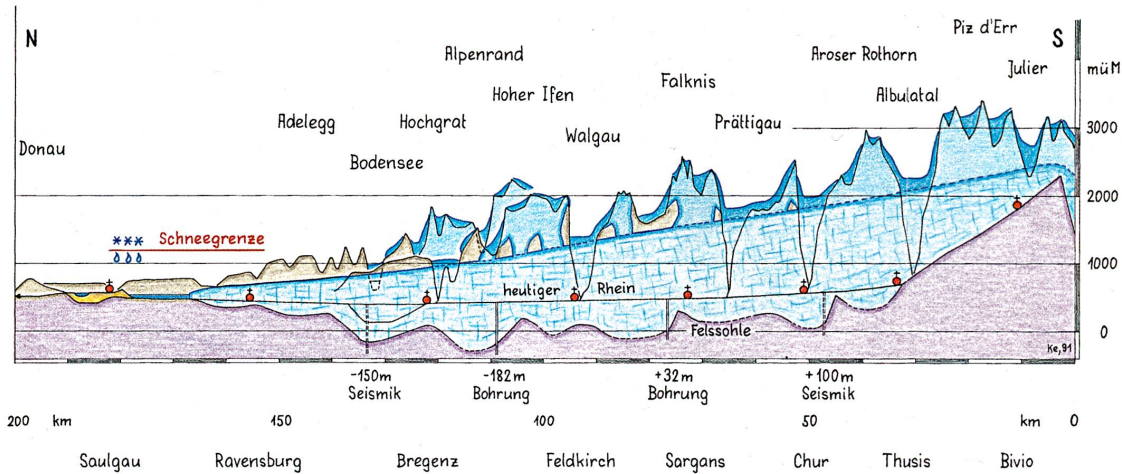 N
Piz d'Err
S
Alpenrand
Aroser Rothorn
Julier
müM
Hoher Ifen
Falknis
Albulatal
Adelegg
Hochgrat
Walgau
Prättigau
3000
Donau
Bodensee
2000
*** Schneegrenze
1000
heutiger Rhein
Felssohle
0
Ke,91
-150m
Seismik
-182m
Bohrung
+32m
Bohrung
+100m
Seismik
200 km 150 100 50 km 0
Saulgau Ravensburg Bregenz Feldkirch Sargans Chur Thusis Bivio